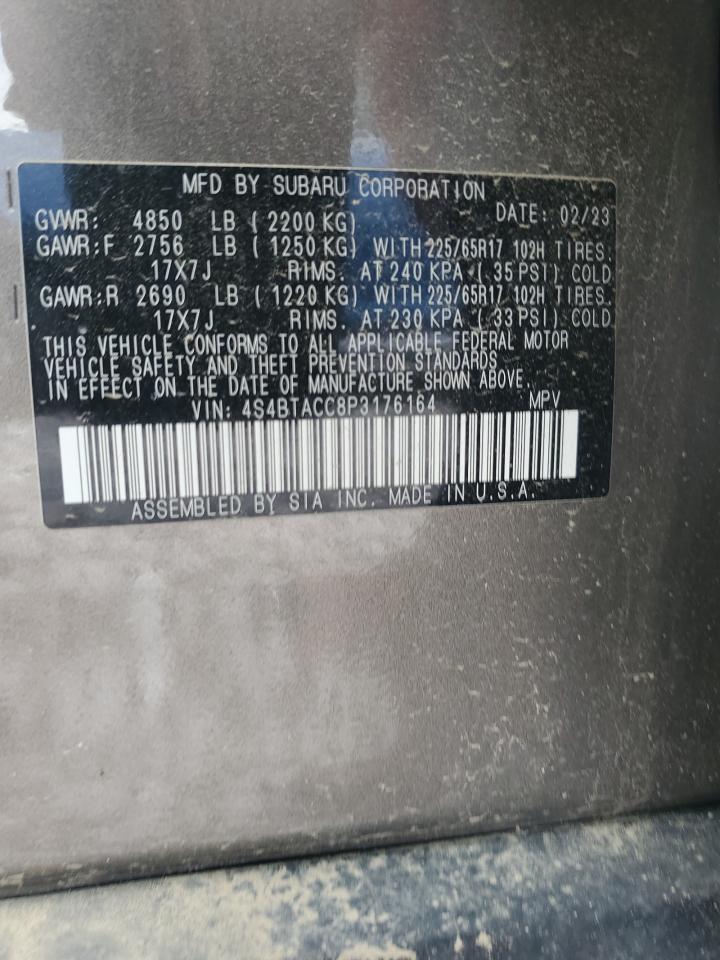 MFD BY SUBARU CORPORATION
GVWR: 4850 LB ( 2200 KG) DATE: 02/23
GAWR:F 2756 LB ( 1250 KG) WITH 225/65R17 102H TIRES.
17X7J RIMS. AT 240 KPA ( 35 PSI) COLD
GAWR:R 2690 LB ( 1220 KG) WITH 225/65R17 102H TIRES.
17X7J RIMS. AT 230 KPA ( 33 PSI) COLD
THIS VEHICLE CONFORMS TO ALL APPLICABLE FEDERAL MOTOR
VEHICLE SAFETY AND THEFT PREVENTION STANDARDS
IN EFFECT ON THE DATE OF MANUFACTURE SHOWN ABOVE.
VIN: 4S4BTACC8P3176164 MPV
ASSEMBLED BY SIA INC. MADE IN U.S.A.